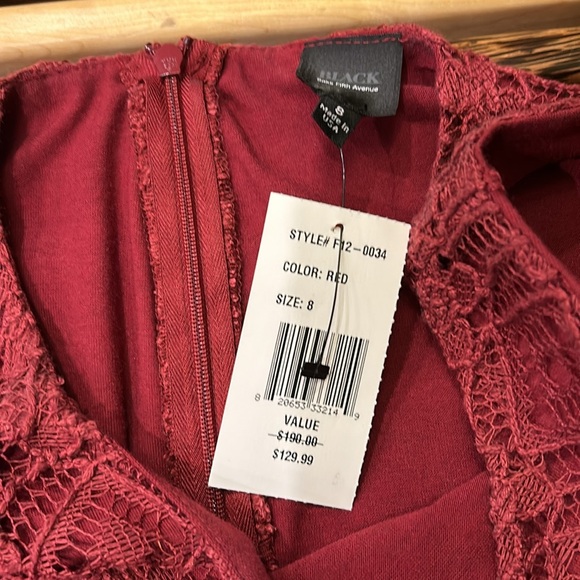 BLACK
Saks Fifth Avenue
8
Made in
USA
STYLE# F12-0034
COLOR: RED
SIZE: 8
8 20653 33214 9
VALUE
$190.00
$129.99